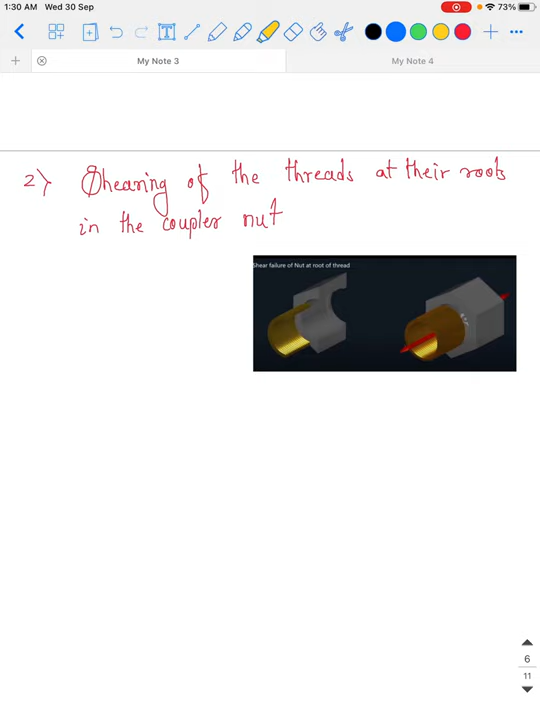 1:30 AM Wed 30 Sep
73%
My Note 3
My Note 4
2) Shearing of the threads at their roots
in the coupler nut
Shear failure of Nut at root of thread
6
11